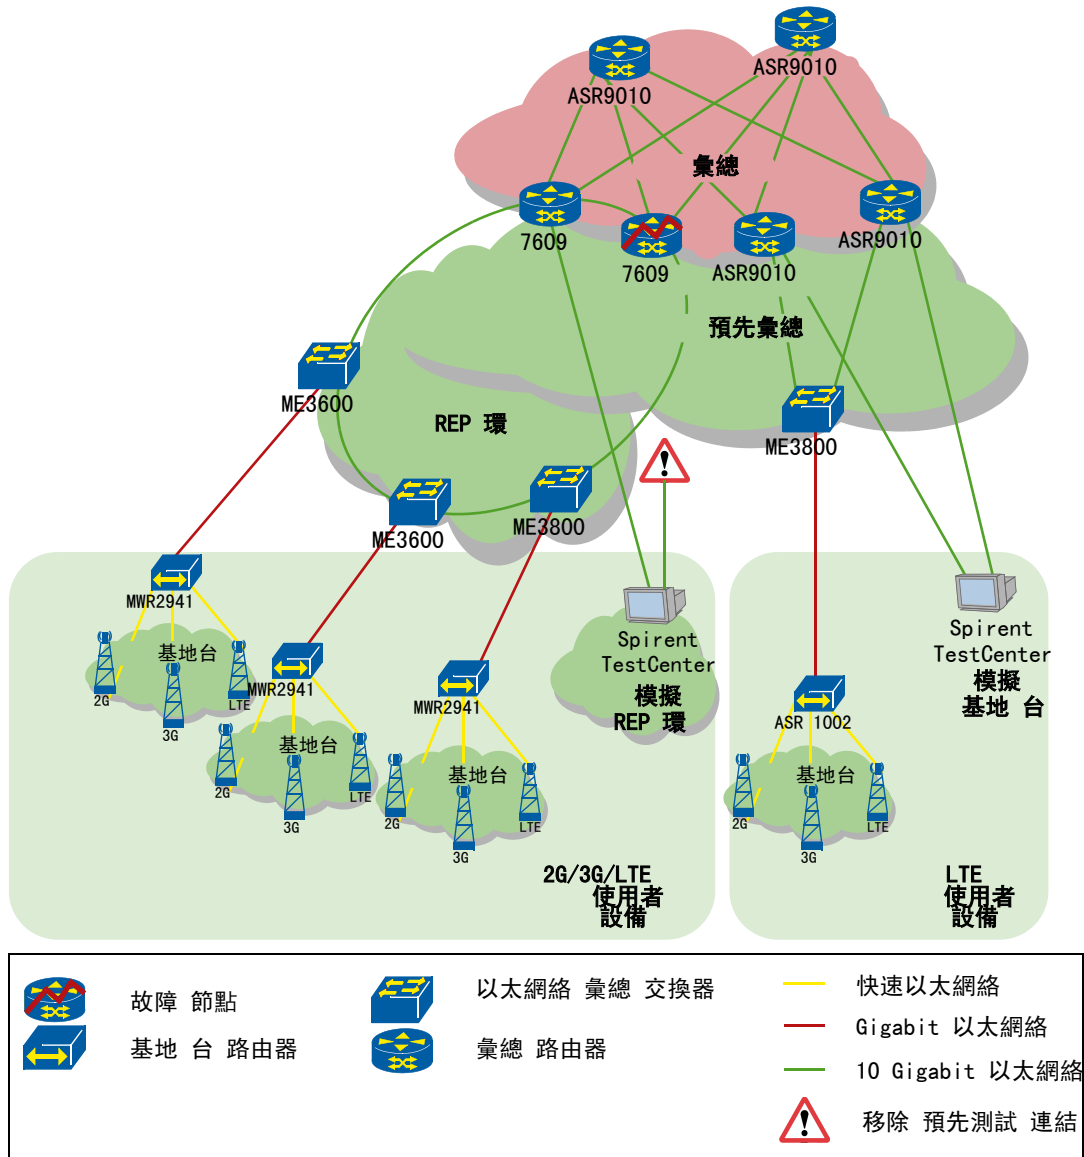 ASR9010
ASR9010
彙總
7609
7609
ASR9010
ASR9010
預先彙總
ME3600
REP 環
ME3800
ME3600
ME3800
MWR2941
基地台
2G
3G
LTE
MWR2941
基地台
2G
3G
LTE
MWR2941
基地台
2G
3G
LTE
Spirent
TestCenter
模擬
REP 環
Spirent
TestCenter
模擬
基地 台
ASR 1002
基地台
2G
3G
LTE
2G/3G/LTE
使用者
設備
LTE
使用者
設備
故障 節點
基地 台 路由器
以太網絡 彙總 交換器
彙總 路由器
快速以太網絡
Gigabit 以太網絡
10 Gigabit 以太網絡
移除 預先測試 連結